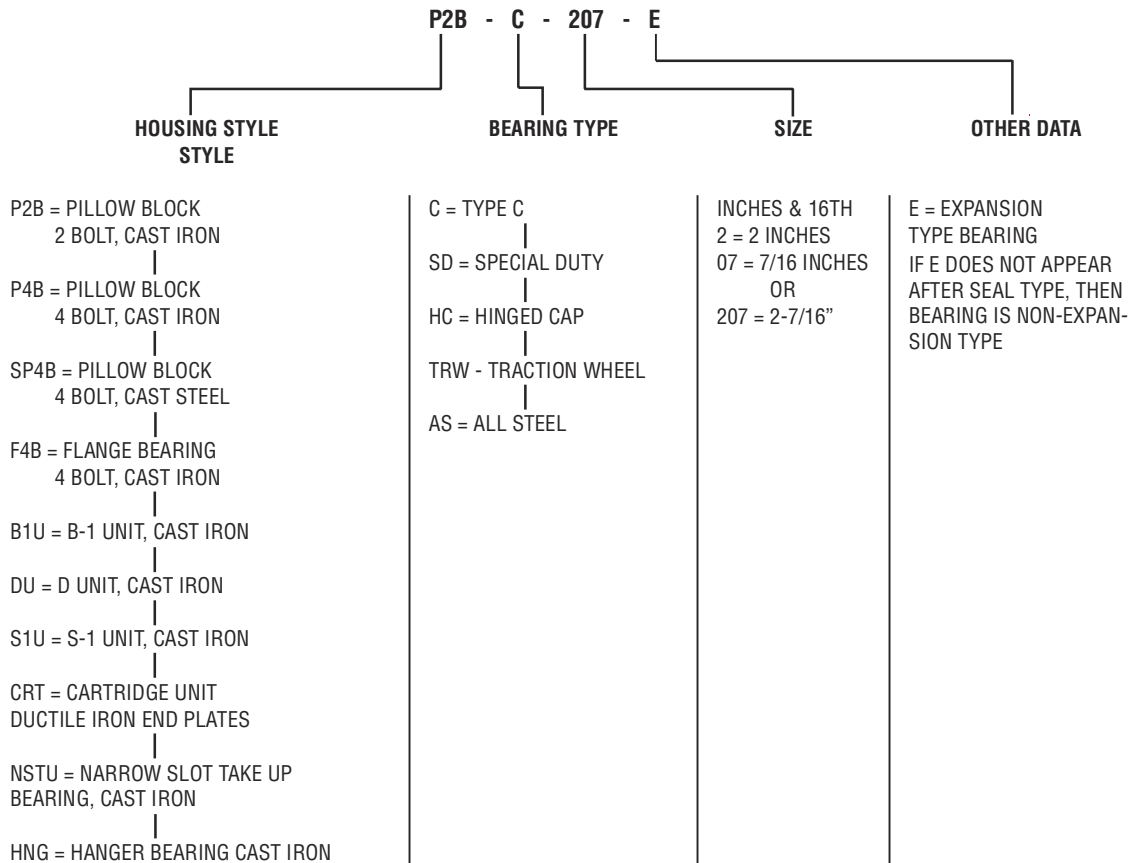 P2B - C - 207 - E
HOUSING STYLE
STYLE
P2B = PILLOW BLOCK
2 BOLT, CAST IRON
P4B = PILLOW BLOCK
4 BOLT, CAST IRON
SP4B = PILLOW BLOCK
4 BOLT, CAST STEEL
F4B = FLANGE BEARING
4 BOLT, CAST IRON
B1U = B-1 UNIT, CAST IRON
DU = D UNIT, CAST IRON
S1U = S-1 UNIT, CAST IRON
CRT = CARTRIDGE UNIT
DUCTILE IRON END PLATES
NSTU = NARROW SLOT TAKE UP
BEARING, CAST IRON
HNG = HANGER BEARING CAST IRON
BEARING TYPE
C = TYPE C
SD = SPECIAL DUTY
HC = HINGED CAP
TRW - TRACTION WHEEL
AS = ALL STEEL
SIZE
INCHES & 16TH
2 = 2 INCHES
07 = 7/16 INCHES
OR
207 = 2-7/16”
OTHER DATA
E = EXPANSION
TYPE BEARING
IF E DOES NOT APPEAR
AFTER SEAL TYPE, THEN
BEARING IS NON-EXPAN-
SION TYPE